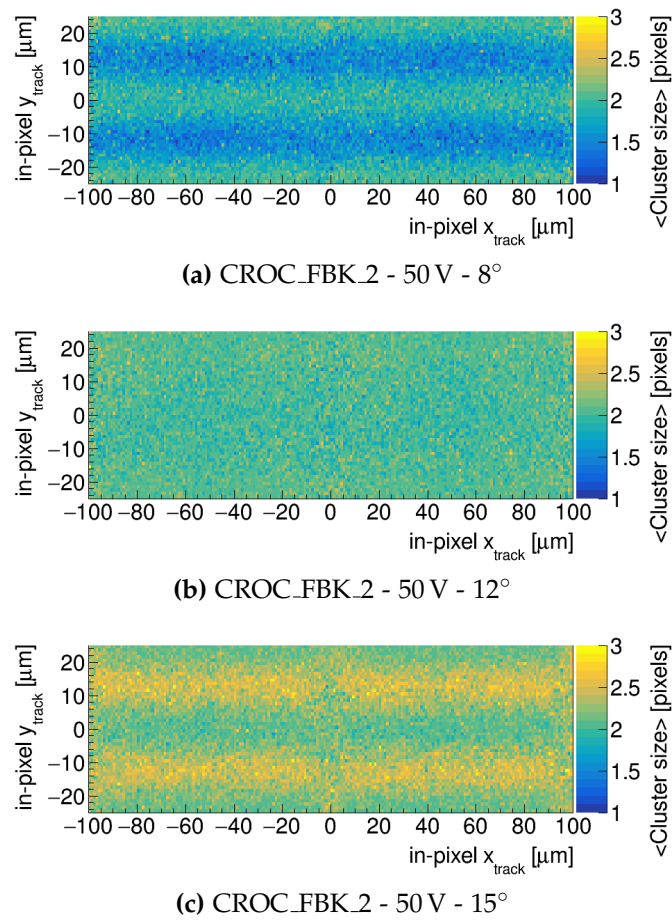 in-pixel y_track [μm]
20
10
0
−10
−20
−100 −80 −60 −40 −20 0 20 40 60 80 100
in-pixel x_track [μm]
3
2.5
2
1.5
1
<Cluster size> [pixels]
(a) CROC_FBK_2 - 50 V - 8°
in-pixel y_track [μm]
20
10
0
−10
−20
−100 −80 −60 −40 −20 0 20 40 60 80 100
in-pixel x_track [μm]
3
2.5
2
1.5
1
<Cluster size> [pixels]
(b) CROC_FBK_2 - 50 V - 12°
in-pixel y_track [μm]
20
10
0
−10
−20
−100 −80 −60 −40 −20 0 20 40 60 80 100
in-pixel x_track [μm]
3
2.5
2
1.5
1
<Cluster size> [pixels]
(c) CROC_FBK_2 - 50 V - 15°